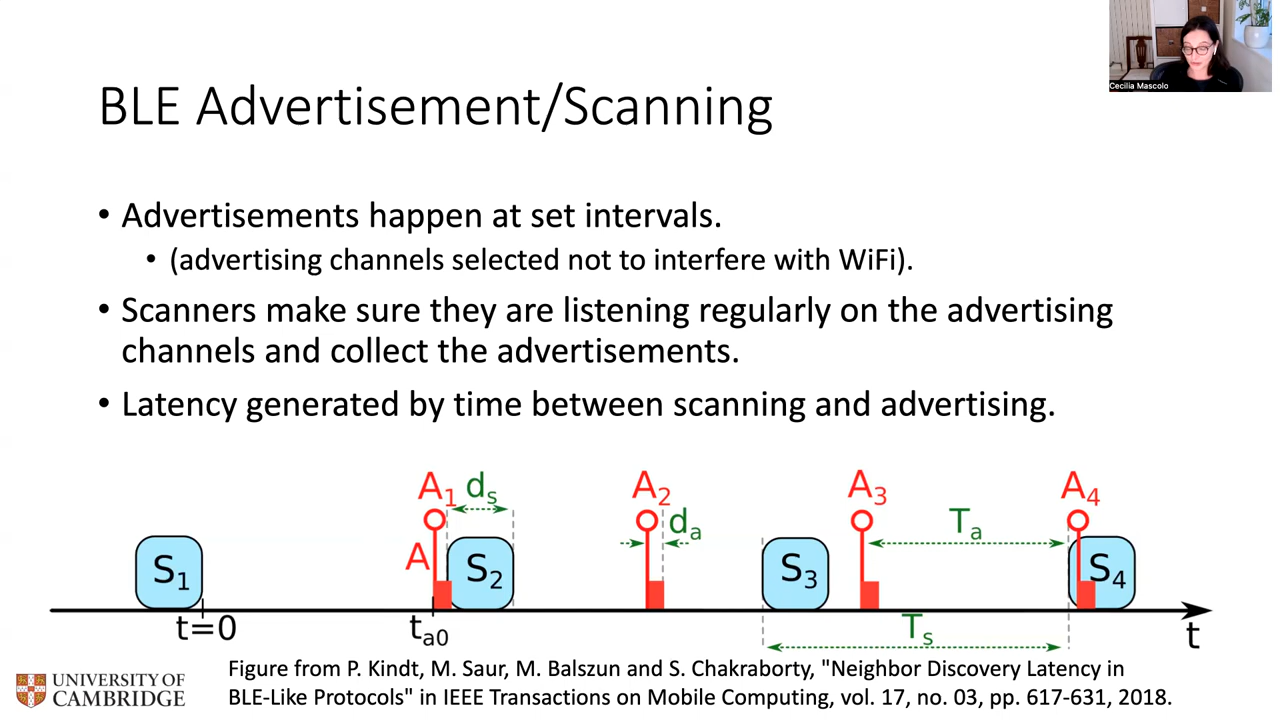 Cecilia Mascolo
BLE Advertisement/Scanning
• Advertisements happen at set intervals.
• (advertising channels selected not to interfere with WiFi).
• Scanners make sure they are listening regularly on the advertising
channels and collect the advertisements.
• Latency generated by time between scanning and advertising.
A1 ds A2 A3 A4
da Ta
A
S1 S2 S3 S4
t=0 ta0 Ts t
Figure from P. Kindt, M. Saur, M. Balszun and S. Chakraborty, "Neighbor Discovery Latency in
BLE-Like Protocols" in IEEE Transactions on Mobile Computing, vol. 17, no. 03, pp. 617-631, 2018.
UNIVERSITY OF
CAMBRIDGE